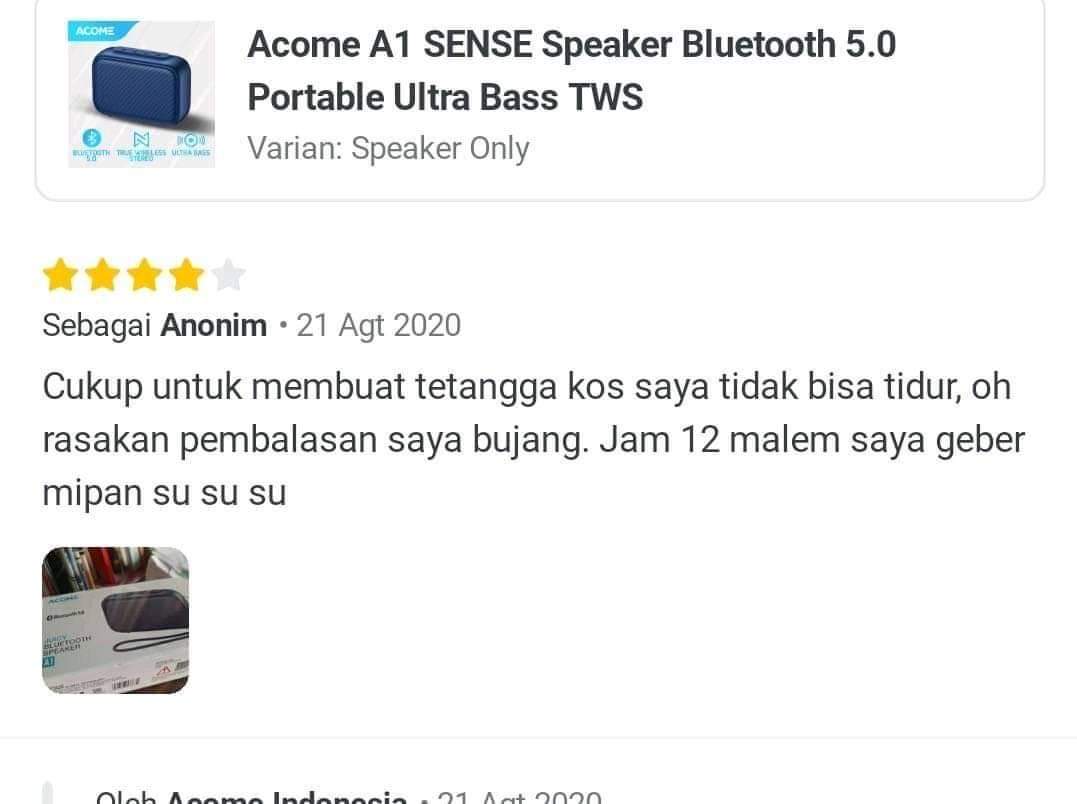 ACOME
Acome A1 SENSE Speaker Bluetooth 5.0
Portable Ultra Bass TWS
Varian: Speaker Only
BLUETOOTH 5.0
TRUE WIRELESS STEREO
ULTRA BASS
Sebagai Anonim • 21 Agt 2020
Cukup untuk membuat tetangga kos saya tidak bisa tidur, oh
rasakan pembalasan saya bujang. Jam 12 malem saya geber
mipan su su su
ACOME
JUICY
BLUETOOTH
SPEAKER
A1
Oleh Acome Indonesia • 21 Agt 2020